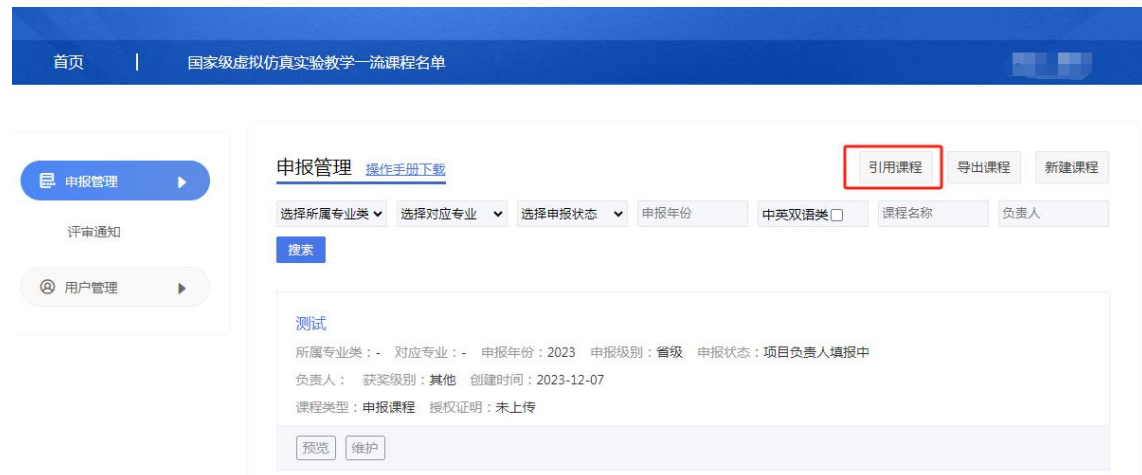 首页 国家级虚拟仿真实验教学一流课程名单
申报管理
评审通知
用户管理
申报管理 操作手册下载 引用课程 导出课程 新建课程
选择所属专业类 选择对应专业 选择申报状态 申报年份 中英双语类 课程名称 负责人
搜索
测试
所属专业类：- 对应专业：- 申报年份：2023 申报级别：省级 申报状态：项目负责人填报中
负责人： 获奖级别：其他 创建时间：2023-12-07
课程类型：申报课程 授权证明：未上传
预览 维护